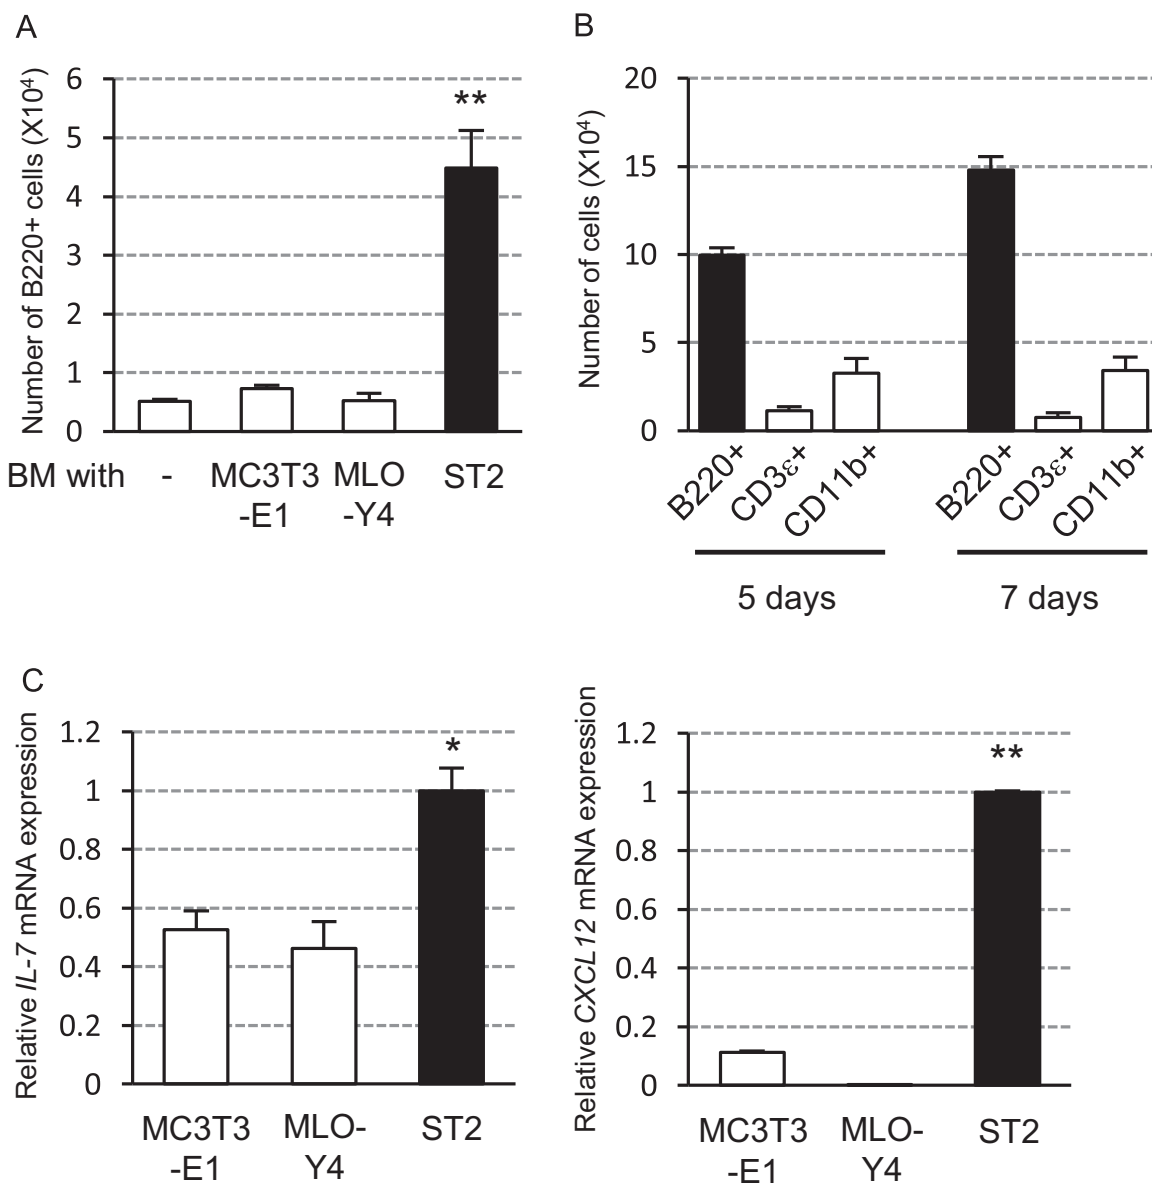 A
Number of B220+ cells (X10⁴)
6
5
4
3
2
1
0
**
BM with - MC3T3 -E1 MLO -Y4 ST2
B
Number of cells (X10⁴)
20
15
10
5
0
B220+ CD3ε+ CD11b+ B220+ CD3ε+ CD11b+
5 days 7 days
C
Relative IL-7 mRNA expression
1.2
1
0.8
0.6
0.4
0.2
0
*
MC3T3 -E1 MLO- Y4 ST2
Relative CXCL12 mRNA expression
1.2
1
0.8
0.6
0.4
0.2
0
**
MC3T3 -E1 MLO- Y4 ST2